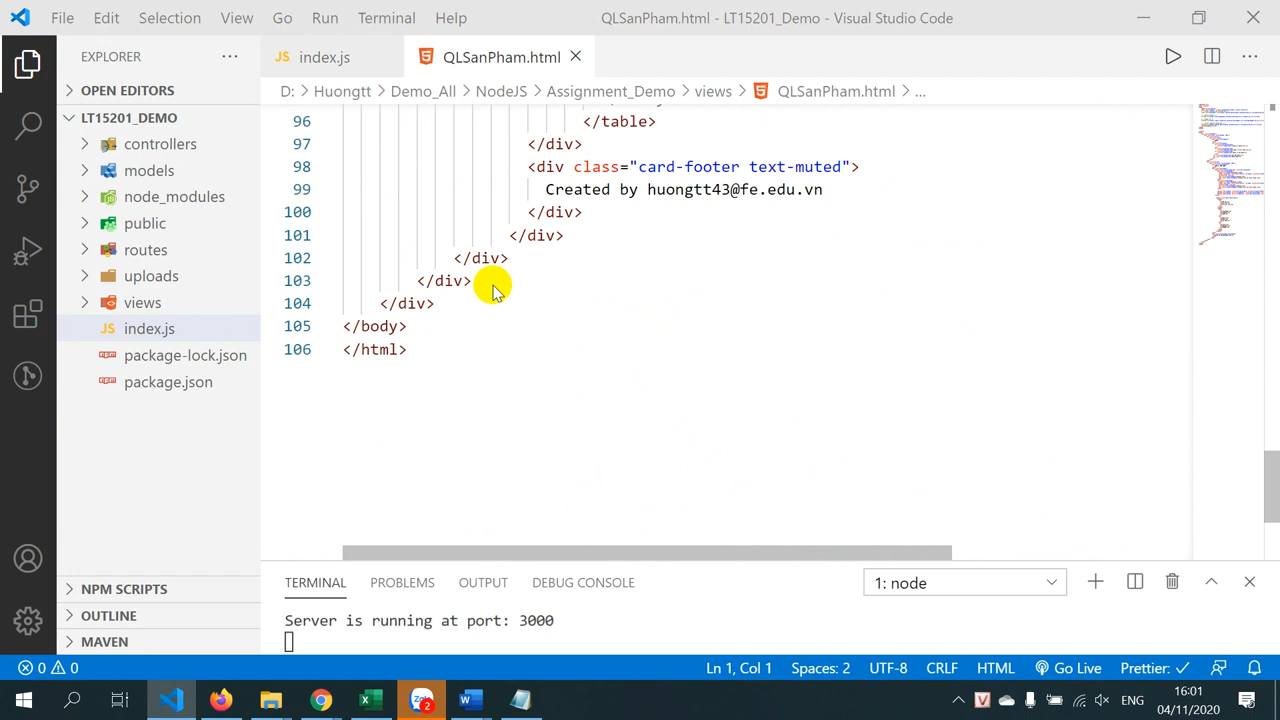 File Edit Selection View Go Run Terminal Help QLSanPham.html - LT15201_Demo - Visual Studio Code
EXPLORER
OPEN EDITORS
LT15201_DEMO
controllers
models
node_modules
public
routes
uploads
views
JS index.js
package-lock.json
package.json
NPM SCRIPTS
OUTLINE
MAVEN
JS index.js QLSanPham.html
D: > Huongtt > Demo_All > NodeJS > Assignment_Demo > views > QLSanPham.html > ...
96 </table>
97 </div>
98 <div class="card-footer text-muted">
99 Created by huongtt43@fe.edu.vn
100 </div>
101 </div>
102 </div>
103 </div>
104 </div>
105 </body>
106 </html>
TERMINAL PROBLEMS OUTPUT DEBUG CONSOLE 1: node
Server is running at port: 3000
0 0 Ln 1, Col 1 Spaces: 2 UTF-8 CRLF HTML Go Live Prettier: ✓
Zalo 2 ENG 16:01
04/11/2020